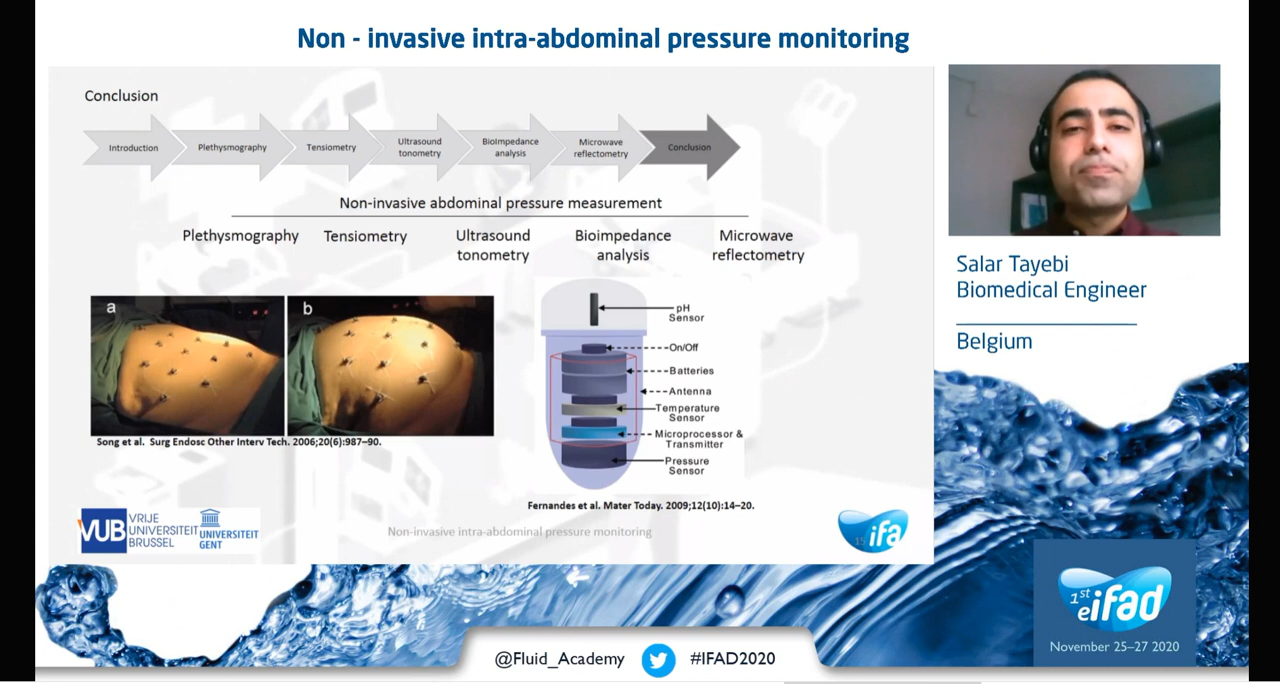 Non - invasive intra-abdominal pressure monitoring
Conclusion
Introduction
Plethysmography
Tensiometry
Ultrasound
tonometry
BioImpedance
analysis
Microwave
reflectometry
Conclusion
Non-invasive abdominal pressure measurement
Plethysmography
Tensiometry
Ultrasound
tonometry
Bioimpedance
analysis
Microwave
reflectometry
a
b
Song et al. Surg Endosc Other Interv Tech. 2006;20(6):987–90.
pH
Sensor
On/Off
Batteries
Antenna
Temperature
Sensor
Microprocessor &
Transmitter
Pressure
Sensor
Fernandes et al. Mater Today. 2009;12(10):14–20.
VUB
VRIJE
UNIVERSITEIT
BRUSSEL
UNIVERSITEIT
GENT
Non-invasive intra-abdominal pressure monitoring
15
ifa
Salar Tayebi
Biomedical Engineer
Belgium
1st
eifad
November 25–27 2020
@Fluid_Academy
#IFAD2020